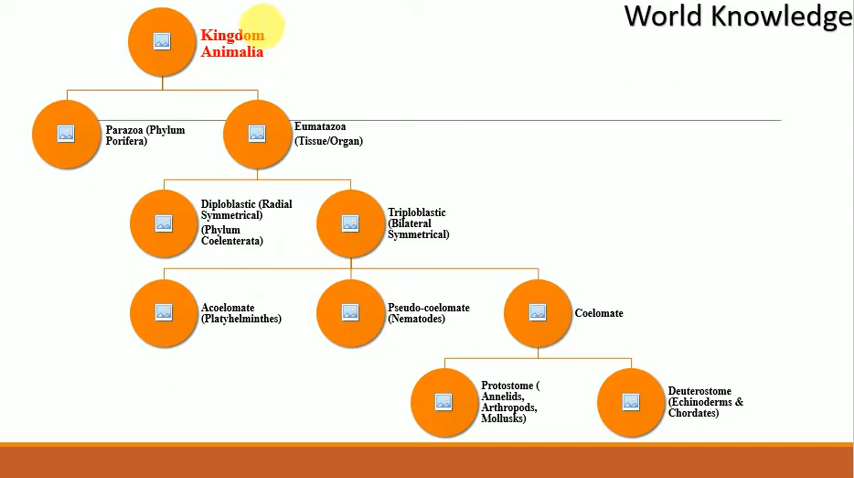 World Knowledge
Kingdom
Animalia
Parazoa (Phylum
Porifera)
Eumatazoa
(Tissue/Organ)
Diploblastic (Radial
Symmetrical)
(Phylum
Coelenterata)
Triploblastic
(Bilateral
Symmetrical)
Acoelomate
(Platyhelminthes)
Pseudo-coelomate
(Nematodes)
Coelomate
Protostome (
Annelids,
Arthropods,
Mollusks)
Deuterostome
(Echinoderms &
Chordates)